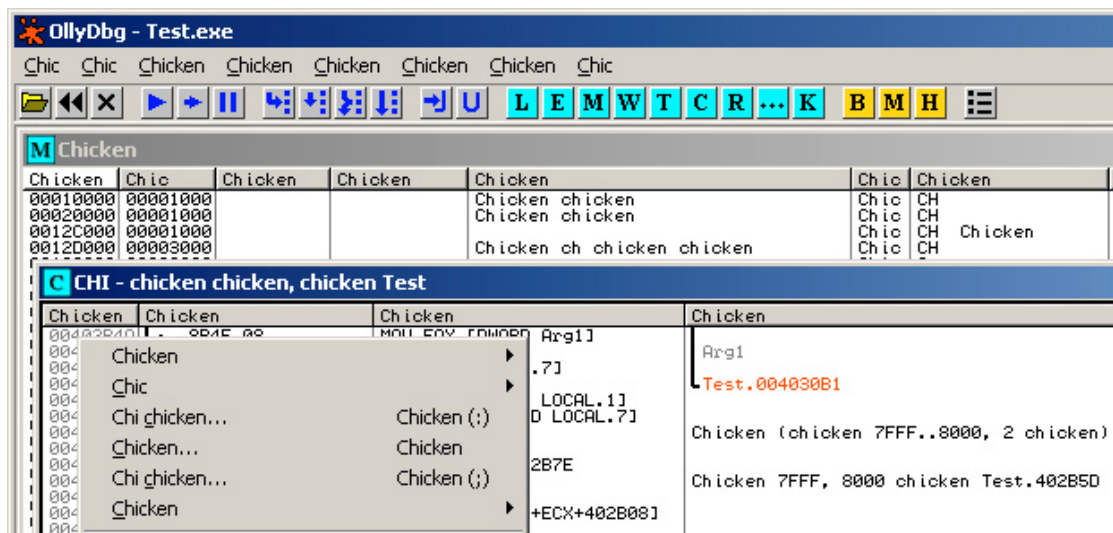 OllyDbg - Test.exe
Chic Chic Chicken Chicken Chicken Chicken Chicken Chic
L E M W T C R ... K B M H
M Chicken
Chicken Chic Chicken Chicken Chicken Chic Chicken
00010000 00001000 Chicken chicken Chic CH
00020000 00001000 Chicken chicken Chic CH
0012C000 00001000 Chic CH Chicken
0012D000 00003000 Chicken ch chicken chicken Chic CH
C CHI - chicken chicken, chicken Test
Chicken Chicken Chicken Chicken
Arg1]
Chicken
Arg1
.7]
Chic
Test.004030B1
LOCAL.1]
Chi chicken... Chicken (:)
D LOCAL.7]
Chicken (chicken 7FFF..8000, 2 chicken)
Chicken... Chicken
2B7E
Chi chicken... Chicken (;)
Chicken 7FFF, 8000 chicken Test.402B5D
Chicken
+ECX+402B08]